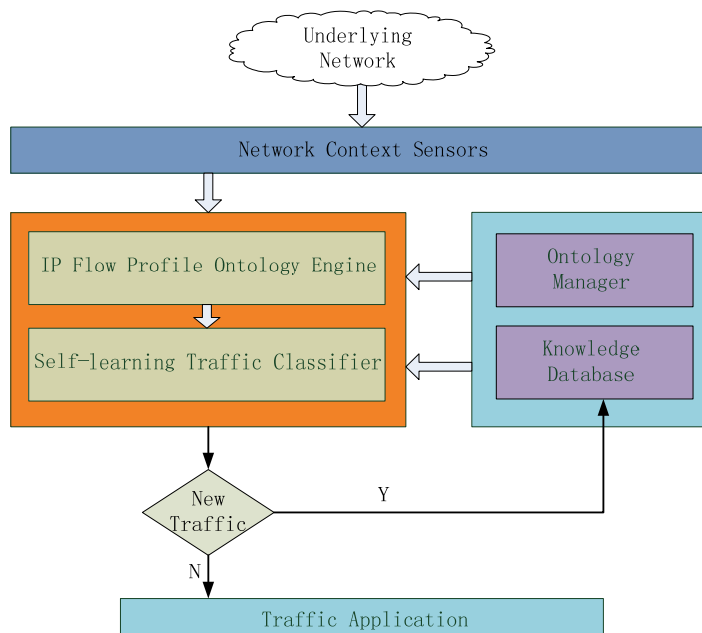 Underlying
Network
Network Context Sensors
IP Flow Profile Ontology Engine
Ontology
Manager
Self-learning Traffic Classifier
Knowledge
Database
New
Traffic
Y
N
Traffic Application